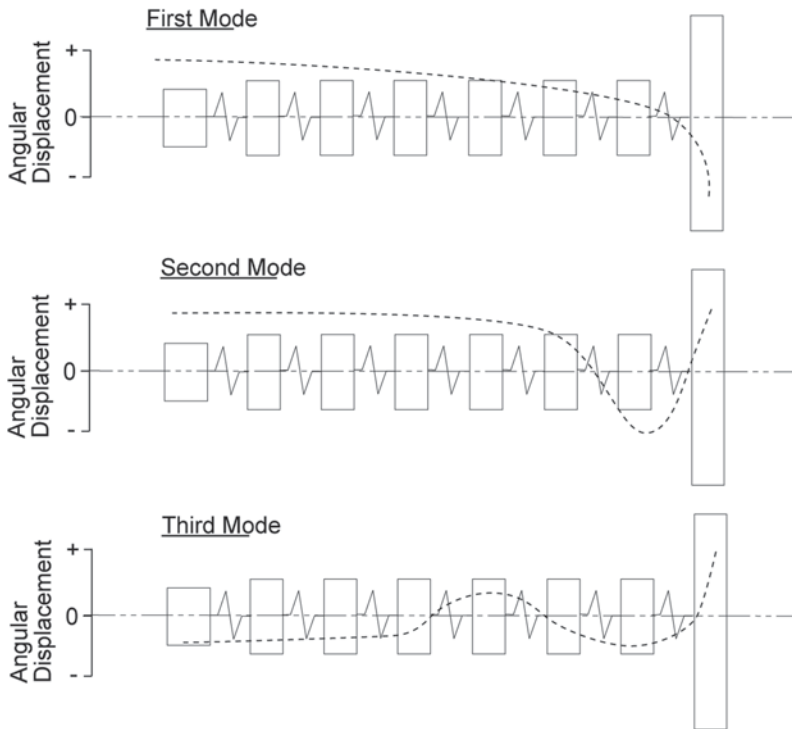 First Mode
+
0
-
Angular
Displacement
Second Mode
+
0
-
Angular
Displacement
Third Mode
+
0
-
Angular
Displacement